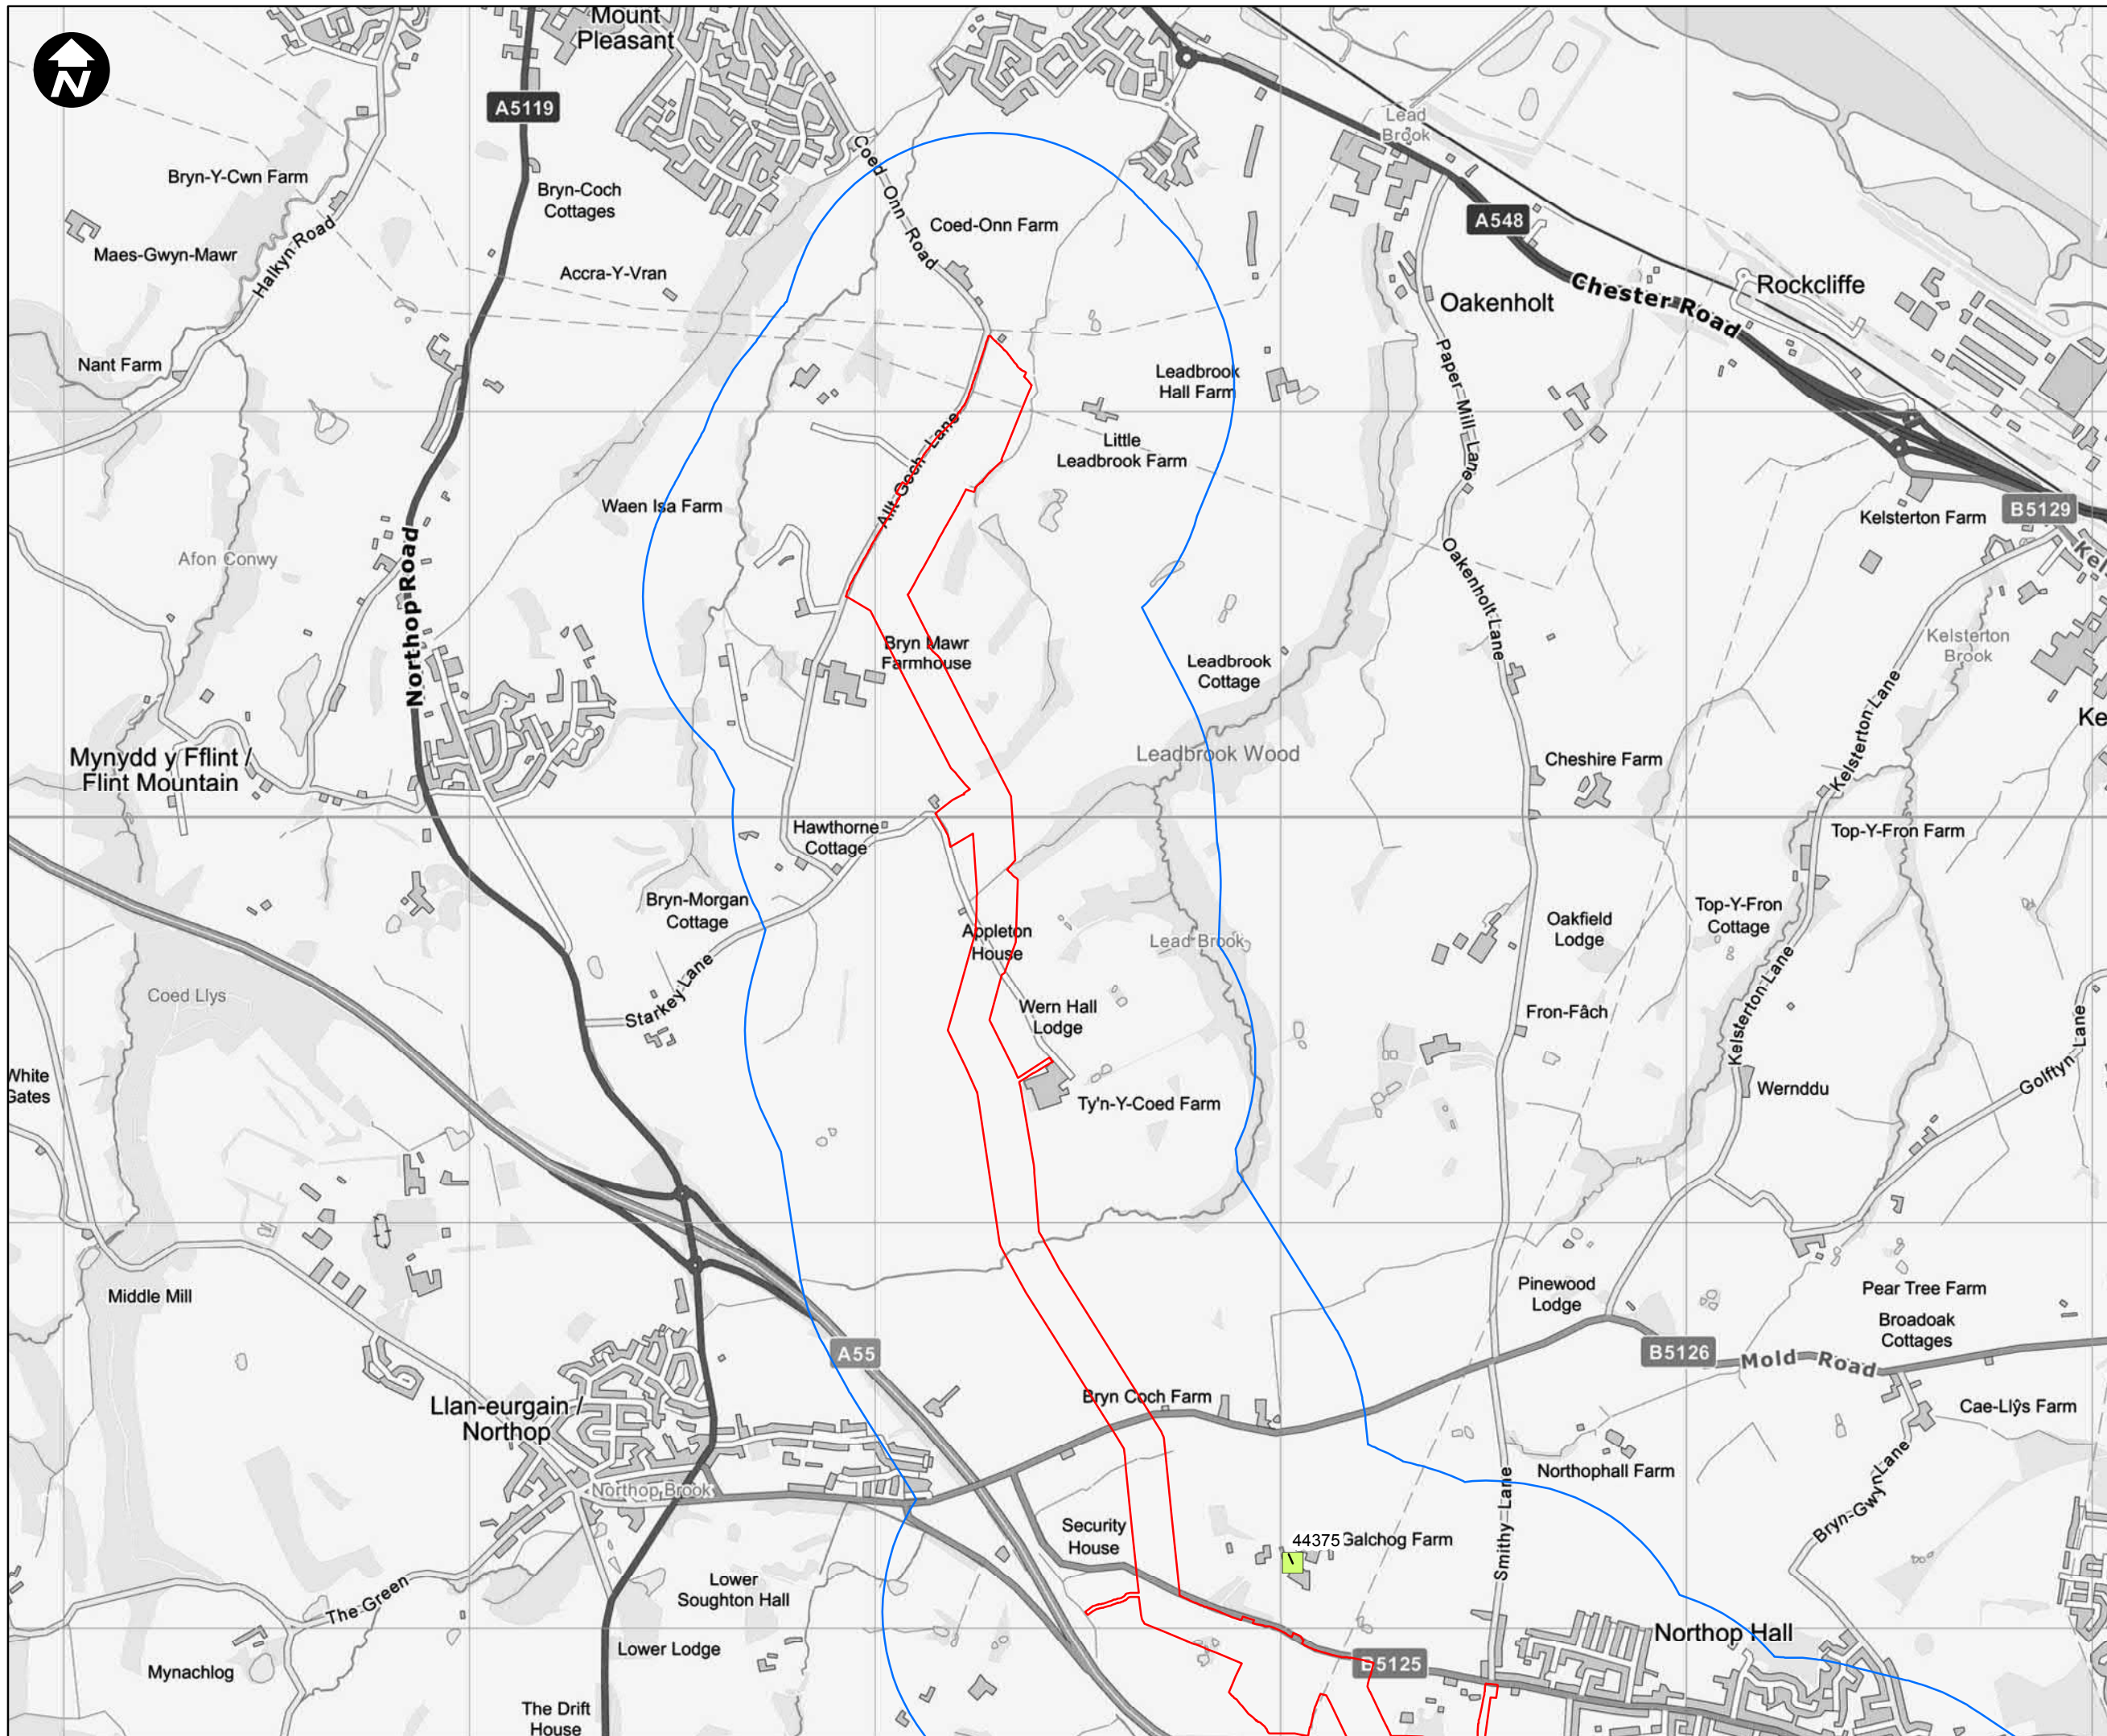 Mount
Pleasant
N
A5119
Lead
Brook
Coed Onn Road
Bryn-Y-Cwn Farm
Bryn-Coch
Cottages
Coed-Onn Farm
A548
Maes-Gwyn-Mawr
Halkyn Road
Accra-Y-Vran
Chester Road
Rockcliffe
Oakenholt
Nant Farm
Leadbrook
Hall Farm
Paper Mill Lane
Allt Goch Lane
Little
Leadbrook Farm
Waen Isa Farm
Kelsterton Farm
B5129
Kel
Afon Conwy
Northop Road
Oakenholt Lane
Bryn Mawr
Farmhouse
Leadbrook
Cottage
Kelsterton
Brook
Kelsterton Lane
Ke
Mynydd y Fflint /
Flint Mountain
Leadbrook Wood
Cheshire Farm
Hawthorne
Cottage
Top-Y-Fron Farm
Bryn-Morgan
Cottage
Appleton
House
Lead Brook
Oakfield
Lodge
Top-Y-Fron
Cottage
Coed Llys
Starkey Lane
Wern Hall
Lodge
Fron-Fâch
Kelsterton Lane
White
Gates
Ty'n-Y-Coed Farm
Wernddu
Golftyn Lane
Middle Mill
Pinewood
Lodge
Pear Tree Farm
Broadoak
Cottages
A55
B5126
Mold Road
Llan-eurgain /
Northop
Bryn Coch Farm
Cae-Llŷs Farm
Northop Brook
Northophall Farm
Smithy Lane
Bryn-Gwyn Lane
Security
House
44375
Galchog Farm
The Green
Lower
Soughton Hall
Lower Lodge
Northop Hall
Mynachlog
B5125
The Drift
House